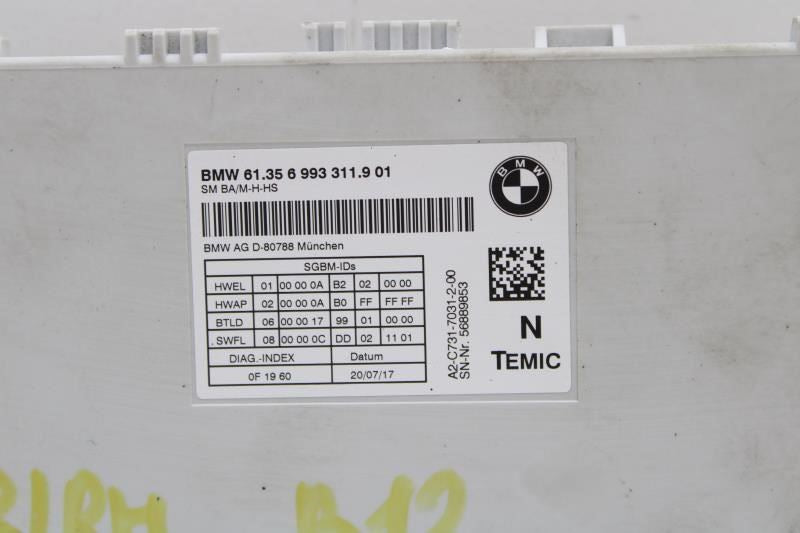 BMW 61.35 6 993 311.9 01
SM BA/M-H-HS
BMW
BMW AG D-80788 München
SGBM-IDs
HWEL 01 00 00 0A B2 02 00 00
HWAP 02 00 00 0A B0 FF FF FF
BTLD 06 00 00 17 99 01 00 00
.SWFL 08 00 00 0C DD 02 11 01
DIAG.-INDEX Datum
0F 19 60 20/07/17
A2-C731-7031-2-00
SN-Nr. 56889853
N
TEMIC